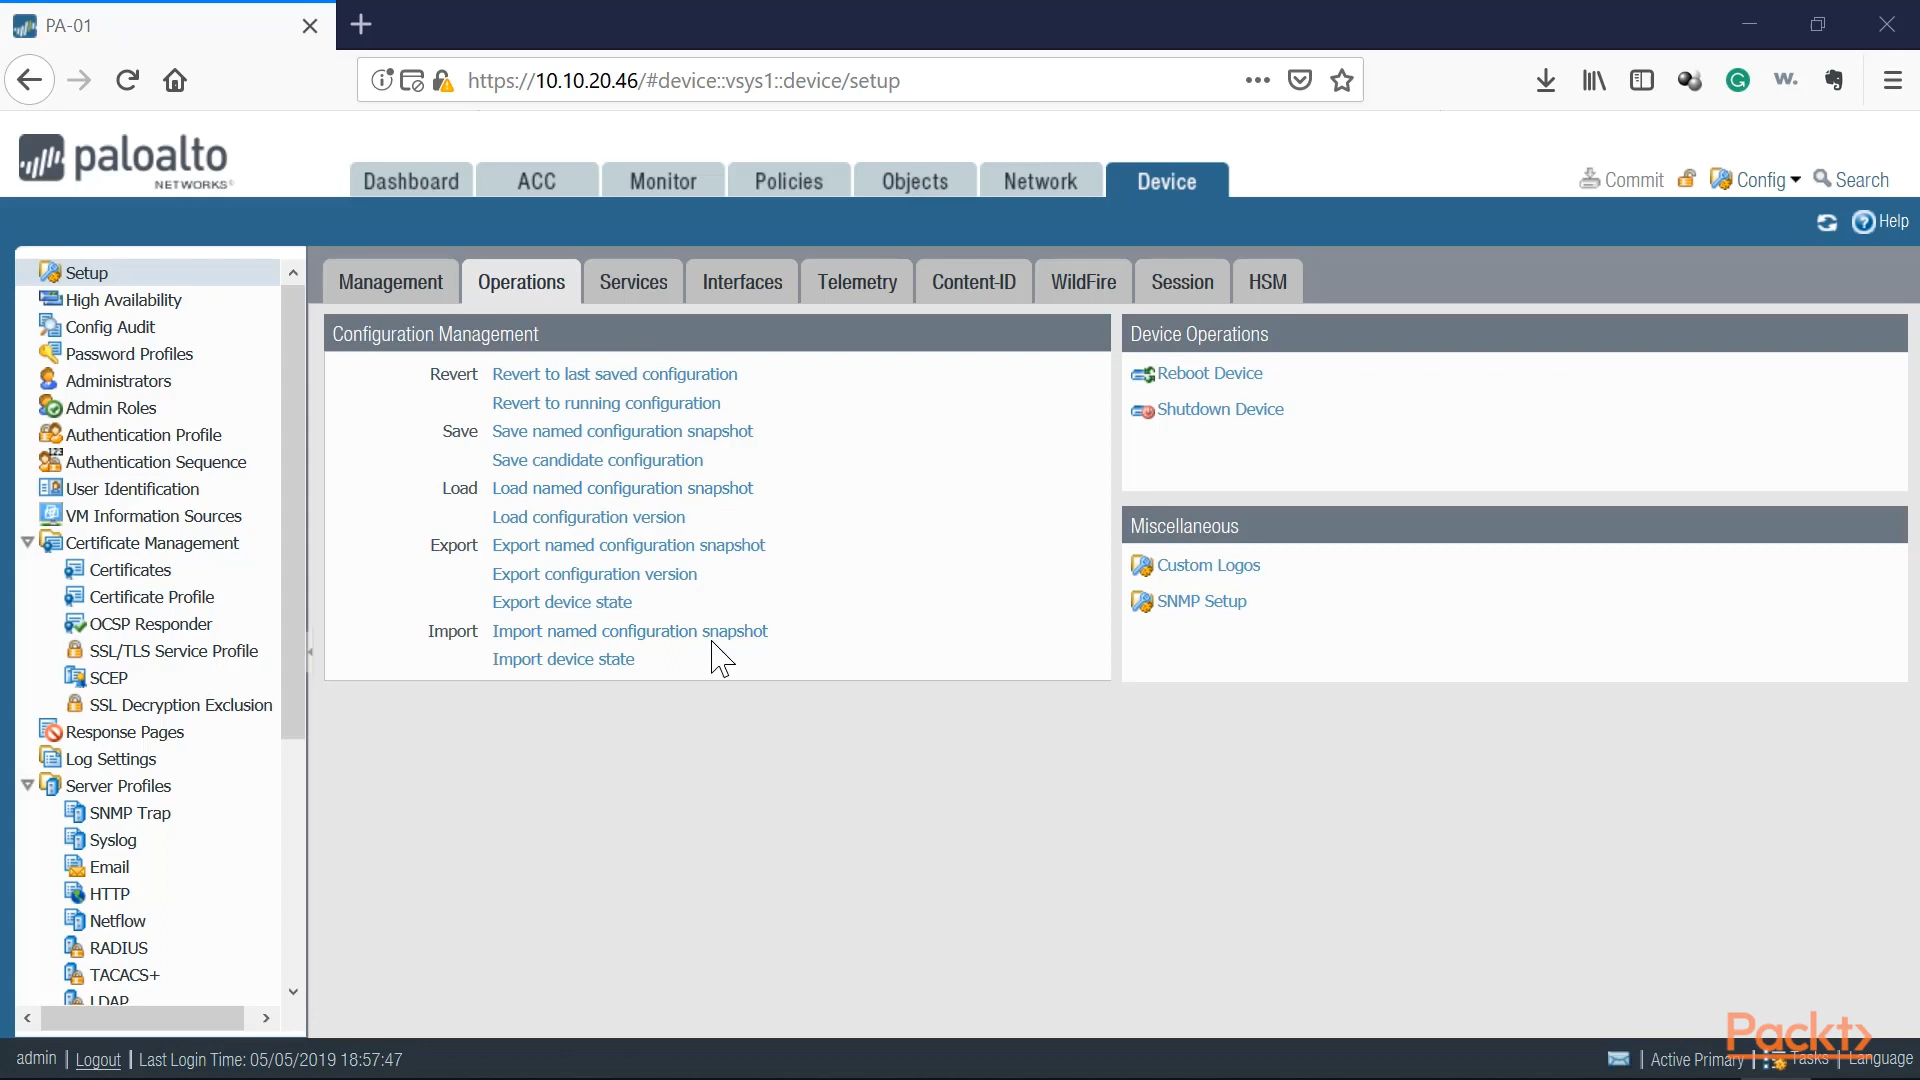 PA-01
https://10.10.20.46/#device::vsys1::device/setup
w.
paloalto
NETWORKS
Dashboard
ACC
Monitor
Policies
Objects
Network
Device
Commit
Config
Search
Help
Setup
High Availability
Config Audit
Password Profiles
Administrators
Admin Roles
Authentication Profile
Authentication Sequence
User Identification
VM Information Sources
Certificate Management
Certificates
Certificate Profile
OCSP Responder
SSL/TLS Service Profile
SCEP
SSL Decryption Exclusion
Response Pages
Log Settings
Server Profiles
SNMP Trap
Syslog
Email
HTTP
Netflow
RADIUS
TACACS+
LDAP
Management
Operations
Services
Interfaces
Telemetry
Content-ID
WildFire
Session
HSM
Configuration Management
Revert Revert to last saved configuration
Revert to running configuration
Save Save named configuration snapshot
Save candidate configuration
Load Load named configuration snapshot
Load configuration version
Export Export named configuration snapshot
Export configuration version
Export device state
Import Import named configuration snapshot
Import device state
Device Operations
Reboot Device
Shutdown Device
Miscellaneous
Custom Logos
SNMP Setup
Packt>
admin | Logout | Last Login Time: 05/05/2019 18:57:47
| Active Primary | Tasks | Language